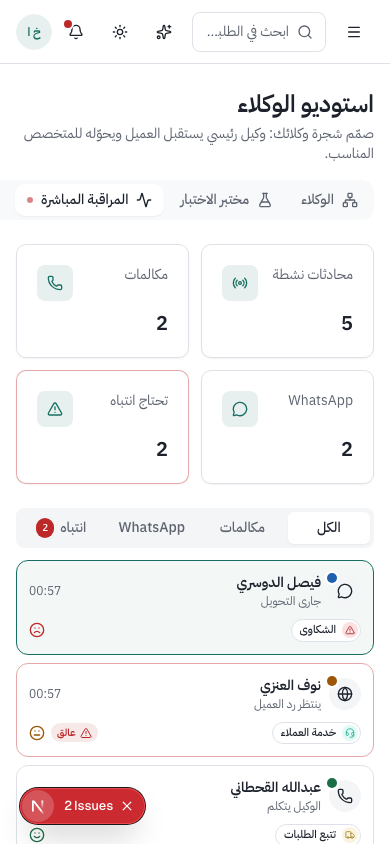 خ ا
ابحث في الطلبـ...
استوديو الوكلاء
صمّم شجرة وكلائك: وكيل رئيسي يستقبل العميل ويحوّله للمتخصص
المناسب.
الوكلاء
مختبر الاختبار
المراقبة المباشرة
محادثات نشطة
5
مكالمات
2
WhatsApp
2
تحتاج انتباه
2
الكل
مكالمات
WhatsApp
انتباه 2
فيصل الدوسري
00:57
جارى التحويل
الشكاوى
نوف العنزي
00:57
ينتظر رد العميل
خدمة العملاء
عالق
عبدالله القحطاني
الوكيل يتكلم
تتبع الطلبات
N 2 Issues